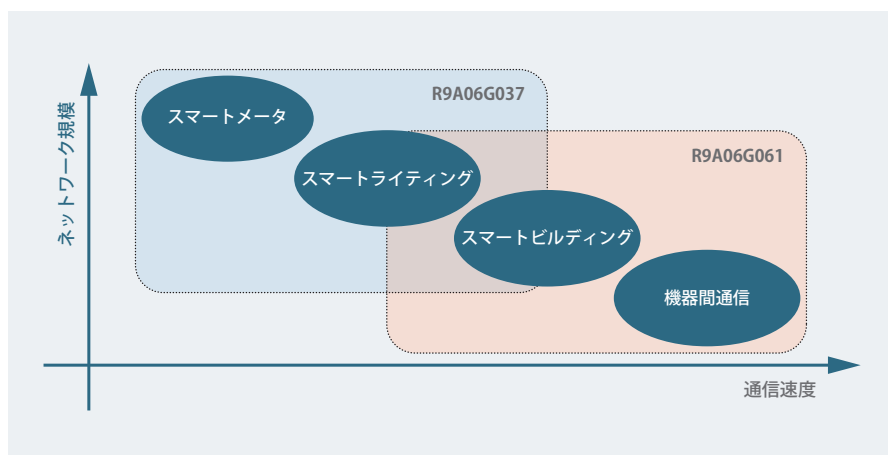 ネットワーク規模
R9A06G037
スマートメータ
R9A06G061
スマートライティング
スマートビルディング
機器間通信
通信速度